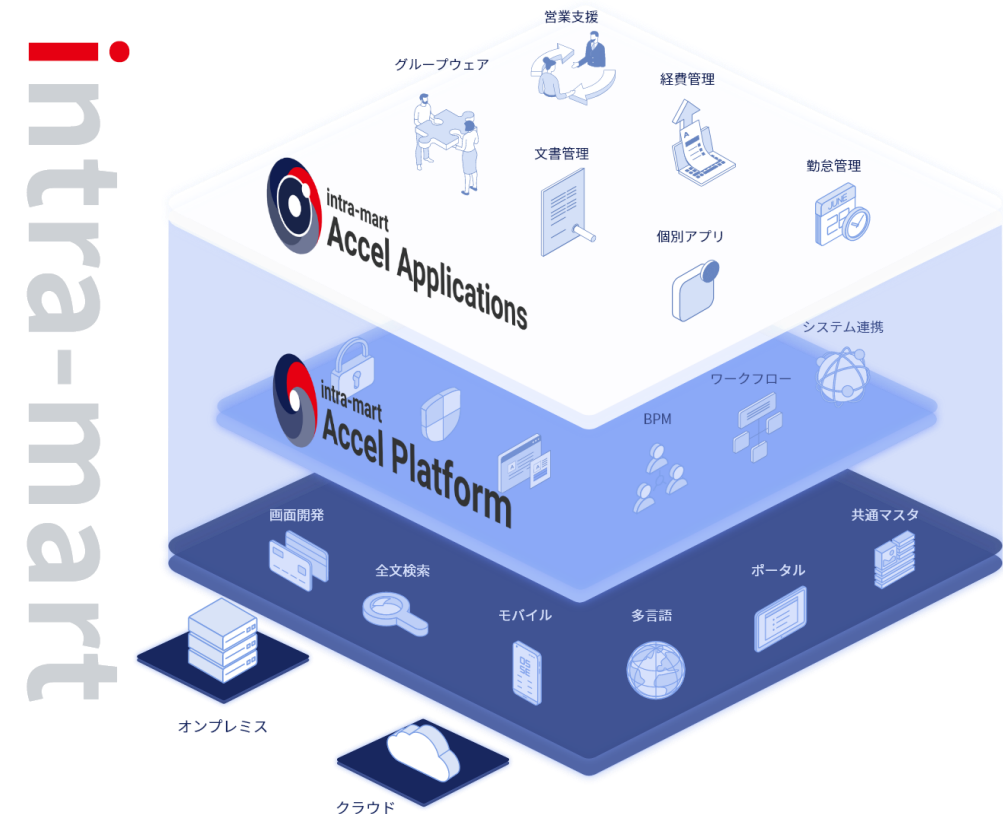 intra-mart
営業支援
グループウェア
経費管理
文書管理
勤怠管理
JUNE
個別アプリ
intra-mart
Accel Applications
システム連携
ワークフロー
BPM
intra-mart
Accel Platform
画面開発
共通マスタ
全文検索
ポータル
モバイル
多言語
オンプレミス
クラウド